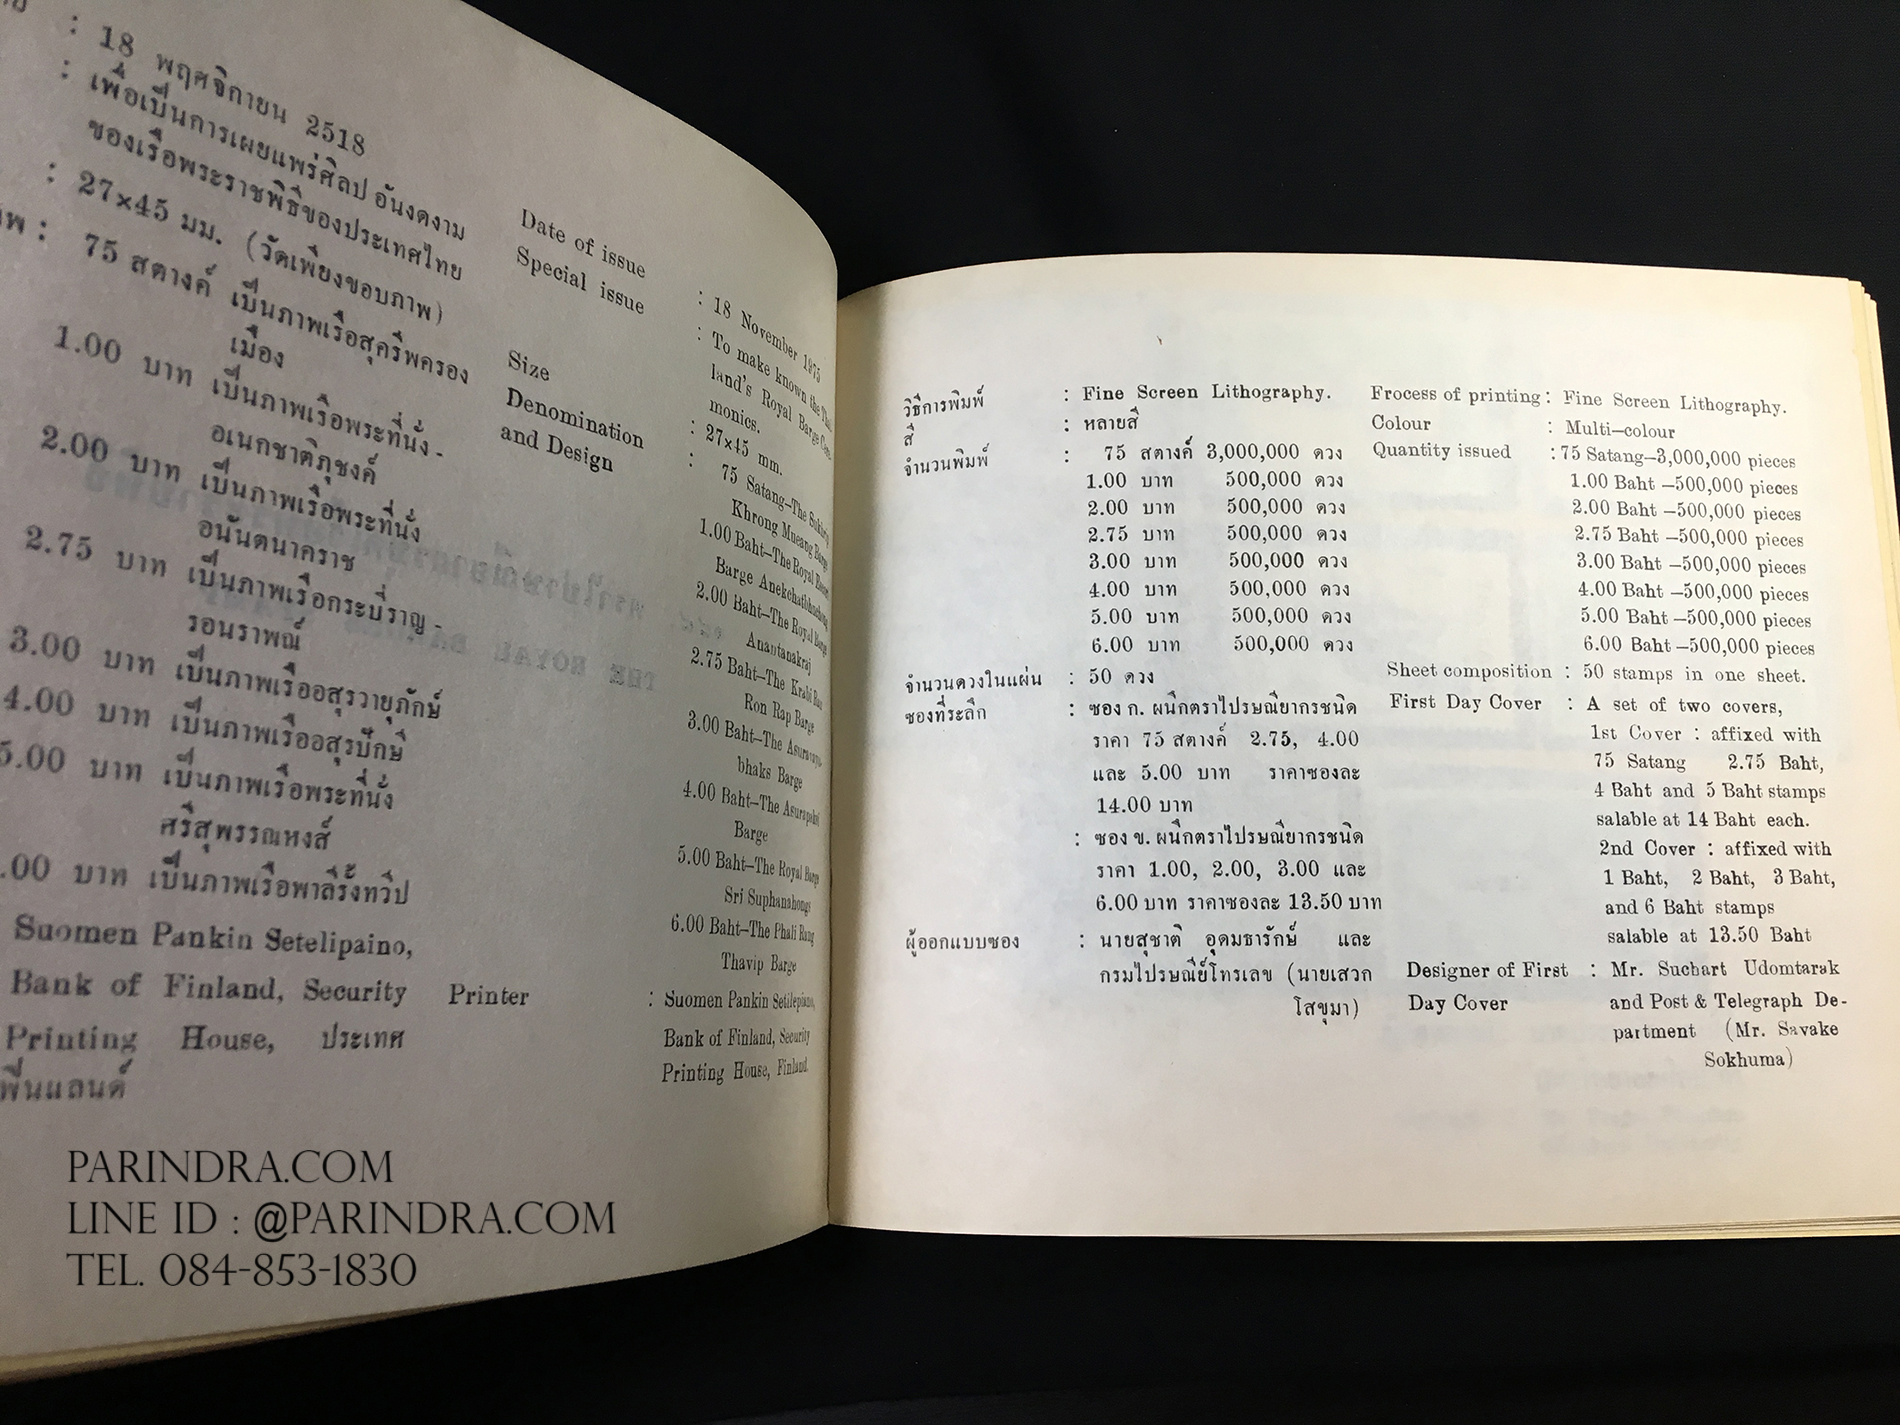 : 18 พฤศจิกายน 2518
: เพื่อเป็นการเผยแพร่ศิลป อันงดงาม
ของเรือพระราชพิธีของประเทศไทย
: 27×45 มม. (วัดเพียงขอบภาพ)
: 75 สตางค์ เป็นภาพเรือสุครีพครอง
เมือง
1.00 บาท เป็นภาพเรือพระที่นั่ง-
อเนกชาติภุชงค์
2.00 บาท เป็นภาพเรือพระที่นั่ง
อนันตนาคราช
2.75 บาท เป็นภาพเรือกระบี่ราญ-
รอนราพณ์
3.00 บาท เป็นภาพเรืออสุรวายุภักษ์
4.00 บาท เป็นภาพเรืออสุรปักษี
5.00 บาท เป็นภาพเรือพระที่นั่ง
ศรีสุพรรณหงส์
.00 บาท เป็นภาพเรือพาลีรั้งทวีป
Suomen Pankin Setelipaino,
Bank of Finland, Security
Printing House, ประเทศ
ฟินแลนด์
Date of issue : 18 November 1975
Special issue : To make known the Thai-
land's Royal Barge Cere-
monics.
Size : 27×45 mm.
Denomination
and Design : 75 Satang—The
Khrong Mueang Barge
1.00 Baht—The Royal
Barge Anekchatbhuchong
2.00 Baht—The Royal Barge
Anantanakraj
2.75 Baht—The Krabi Ran
Ron Rap Barge
3.00 Baht—The Asuravayu-
bhaks Barge
4.00 Baht—The Asurapaksi
Barge
5.00 Baht—The Royal Barge
Sri Suphanahongs
6.00 Baht—The Phali Rang
Thavip Barge
Printer : Suomen Pankin Setilepiano,
Bank of Finland, Security
Printing House, Finland.
วิธีการพิมพ์ : Fine Screen Lithography.
สี : หลายสี
จำนวนพิมพ์ : 75 สตางค์ 3,000,000 ดวง
1.00 บาท 500,000 ดวง
2.00 บาท 500,000 ดวง
2.75 บาท 500,000 ดวง
3.00 บาท 500,000 ดวง
4.00 บาท 500,000 ดวง
5.00 บาท 500,000 ดวง
6.00 บาท 500,000 ดวง
จำนวนดวงในแผ่น : 50 ดวง
ซองที่ระลึก : ซอง ก. ผนึกตราไปรษณียากรชนิด
ราคา 75 สตางค์ 2.75, 4.00
และ 5.00 บาท ราคาซองละ
14.00 บาท
: ซอง ข. ผนึกตราไปรษณียากรชนิด
ราคา 1.00, 2.00, 3.00 และ
6.00 บาท ราคาซองละ 13.50 บาท
ผู้ออกแบบซอง : นายสุชาติ อุดมธารักษ์ และ
กรมไปรษณีย์โทรเลข (นายเสวก
โสขุมา)
Frocess of printing : Fine Screen Lithography.
Colour : Multi—colour
Quantity issued : 75 Satang—3,000,000 pieces
1.00 Baht —500,000 pieces
2.00 Baht —500,000 pieces
2.75 Baht —500,000 pieces
3.00 Baht —500,000 pieces
4.00 Baht —500,000 pieces
5.00 Baht —500,000 pieces
6.00 Baht —500,000 pieces
Sheet composition : 50 stamps in one sheet.
First Day Cover : A set of two covers,
1st Cover : affixed with
75 Satang 2.75 Baht,
4 Baht and 5 Baht stamps
salable at 14 Baht each.
2nd Cover : affixed with
1 Baht, 2 Baht, 3 Baht,
and 6 Baht stamps
salable at 13.50 Baht
Designer of First : Mr. Suchart Udomtarak
Day Cover and Post & Telegraph De-
partment (Mr. Savake
Sokhuma)
PARINDRA.COM
LINE ID : @PARINDRA.COM
TEL. 084-853-1830